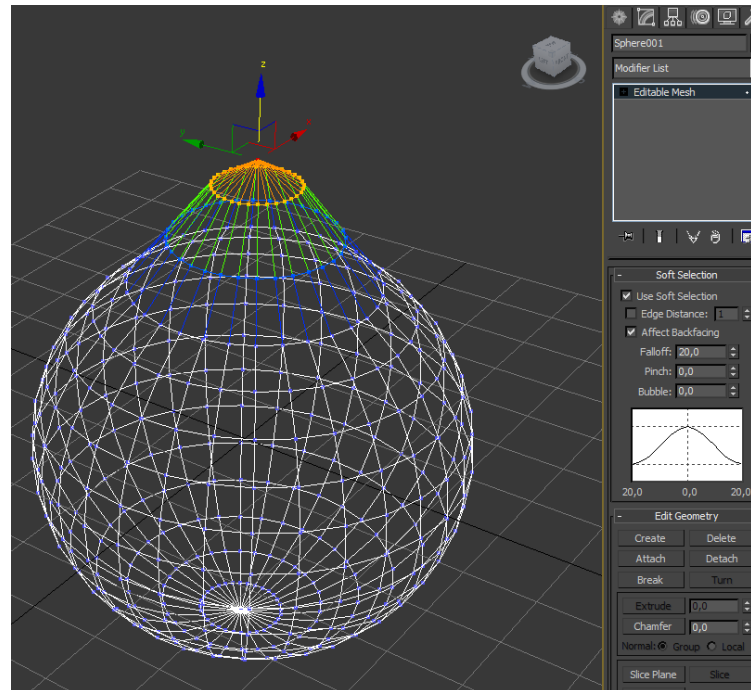 Sphere001
Modifier List
Editable Mesh
z
y
Soft Selection
Use Soft Selection
Edge Distance: 1
Affect Backfacing
Falloff: 20,0
Pinch: 0,0
Bubble: 0,0
20,0 0,0 20,0
Edit Geometry
Create Delete
Attach Detach
Break Turn
Extrude 0,0
Chamfer 0,0
Normal: Group Local
Slice Plane Slice